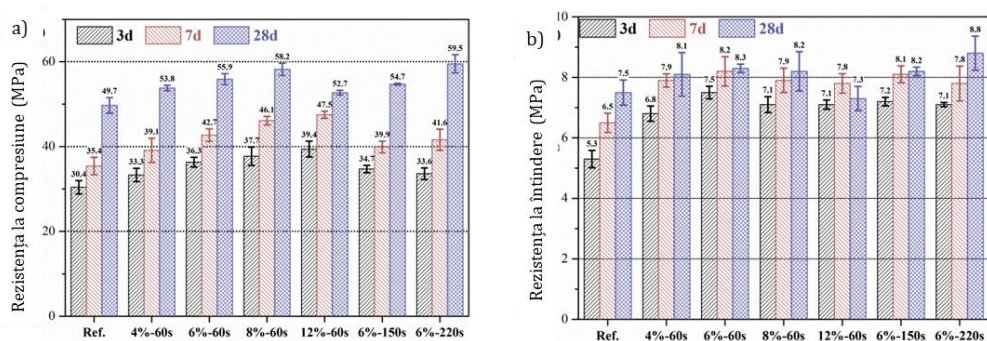 a)
3d 7d 28d
Rezistența la compresiune (MPa)
60
40
20
0
30.4 35.4 49.7
33.3 39.1 53.8
36.3 42.7 55.9
37.7 46.1 58.2
39.4 47.5 52.7
34.7 39.9 54.7
33.6 41.6 59.5
Ref. 4%-60s 6%-60s 8%-60s 12%-60s 6%-150s 6%-220s
b)
3d 7d 28d
Rezistența la întindere (MPa)
10
8
6
4
2
0
5.3 6.5 7.5
6.8 7.9 8.1
7.5 8.2 8.3
7.1 7.9 8.2
7.1 7.8 7.3
7.2 8.1 8.2
7.1 7.8 8.8
Ref. 4%-60s 6%-60s 8%-60s 12%-60s 6%-150s 6%-220s